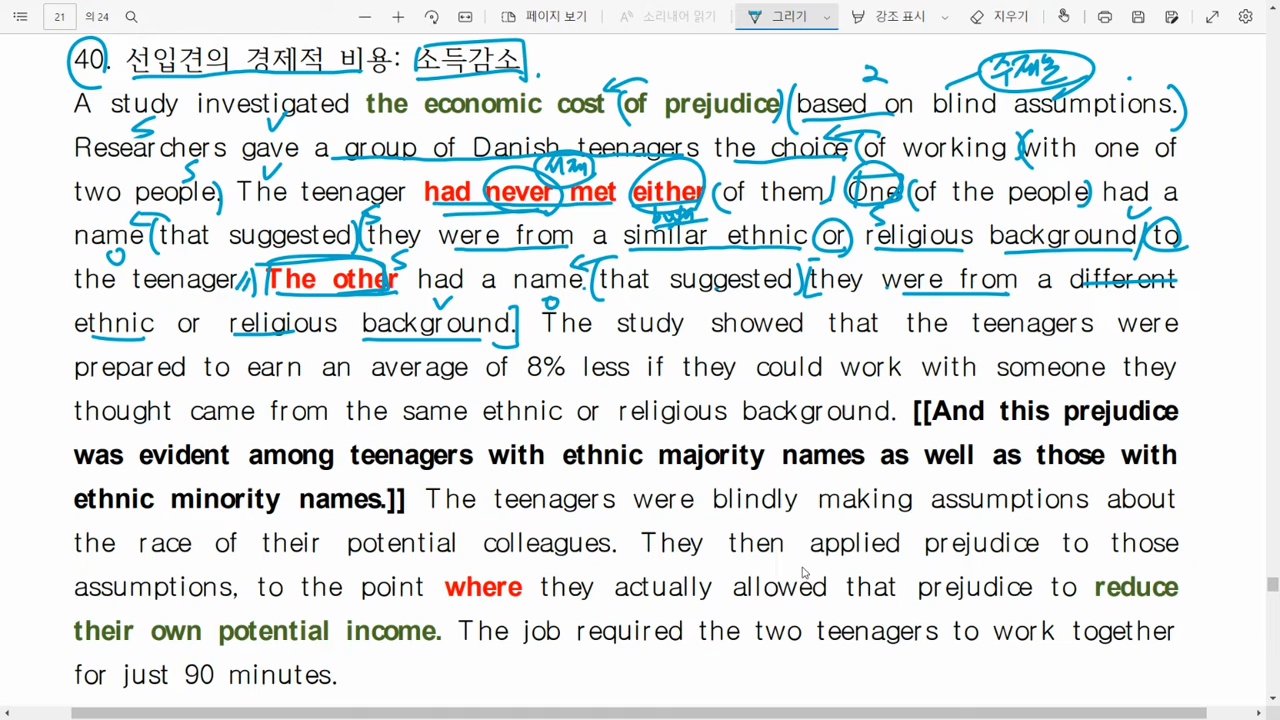 21 의 24 페이지 보기 소리내어 읽기 그리기 강조 표시 지우기
40. 선입견의 경제적 비용: 소득감소
2
A study investigated the economic cost of prejudice based on blind assumptions.
S V
Researchers gave a group of Danish teenagers the choice of working with one of
S V 시제
two people. The teenager had never met either of them. One of the people had a
both S V
name that suggested they were from a similar ethnic or religious background to
O S
the teenager. The other had a name that suggested they were from a different
V O
ethnic or religious background. The study showed that the teenagers were
prepared to earn an average of 8% less if they could work with someone they
thought came from the same ethnic or religious background. [[And this prejudice
was evident among teenagers with ethnic majority names as well as those with
ethnic minority names.]] The teenagers were blindly making assumptions about
the race of their potential colleagues. They then applied prejudice to those
assumptions, to the point where they actually allowed that prejudice to reduce
their own potential income. The job required the two teenagers to work together
for just 90 minutes.